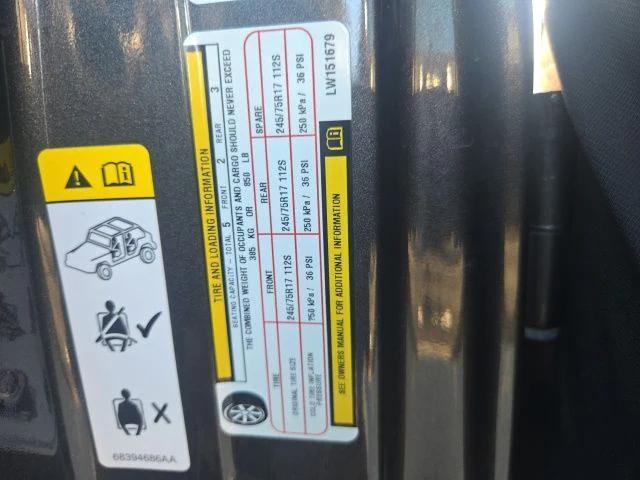 TIRE AND LOADING INFORMATION
SEATING CAPACITY - TOTAL 5 FRONT 2 REAR 3
THE COMBINED WEIGHT OF OCCUPANTS AND CARGO SHOULD NEVER EXCEED
385 KG OR 850 LB
TIRE FRONT REAR SPARE
ORIGINAL TIRE SIZE 245/75R17 112S 245/75R17 112S 245/75R17 112S
COLD TIRE INFLATION PRESSURE 250 kPa / 36 PSI 250 kPa / 36 PSI 250 kPa / 36 PSI
SEE OWNERS MANUAL FOR ADDITIONAL INFORMATION
LW151679
68394686AA